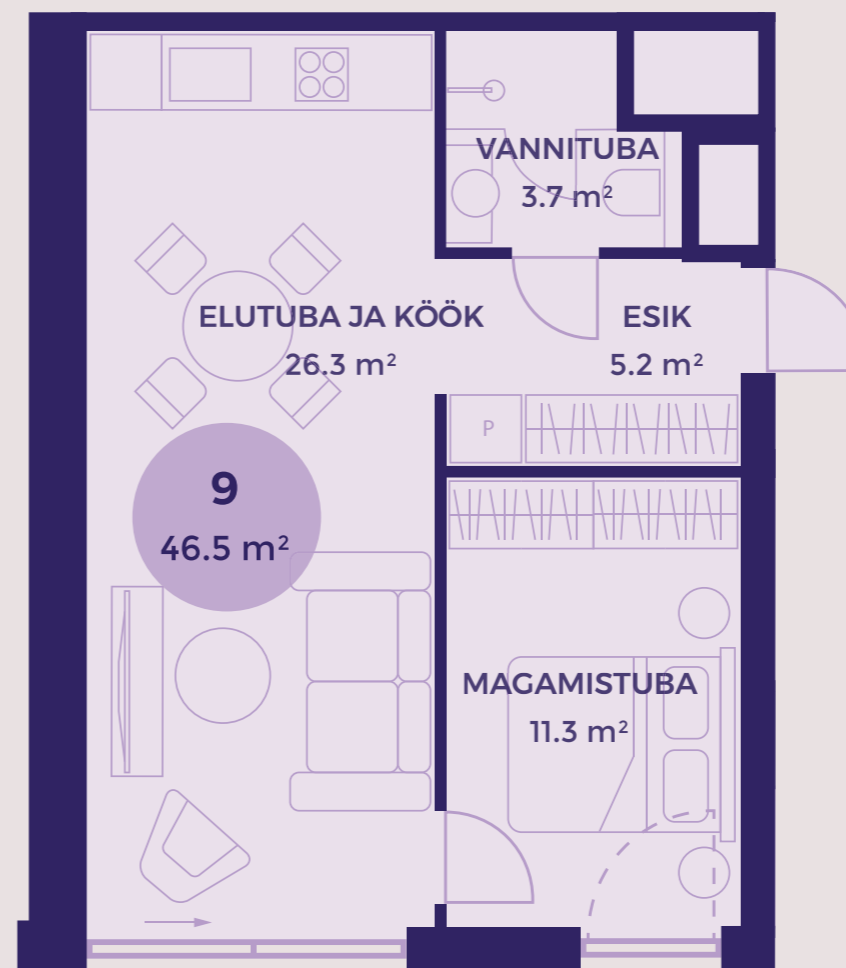 VANNITUBA
3.7 m²
ELUTUBA JA KÖÖK
26.3 m²
ESIK
5.2 m²
P
9
46.5 m²
MAGAMISTUBA
11.3 m²